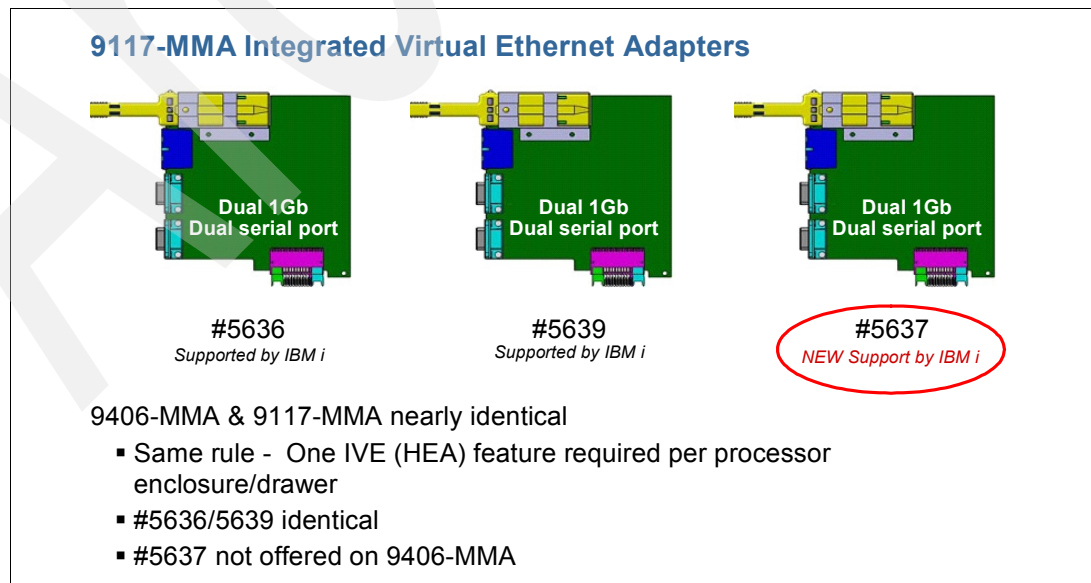 9117-MMA Integrated Virtual Ethernet Adapters
Dual 1Gb
Dual serial port
Dual 1Gb
Dual serial port
Dual 1Gb
Dual serial port
#5636
Supported by IBM i
#5639
Supported by IBM i
#5637
NEW Support by IBM i
9406-MMA & 9117-MMA nearly identical
▪ Same rule - One IVE (HEA) feature required per processor
enclosure/drawer
▪ #5636/5639 identical
▪ #5637 not offered on 9406-MMA